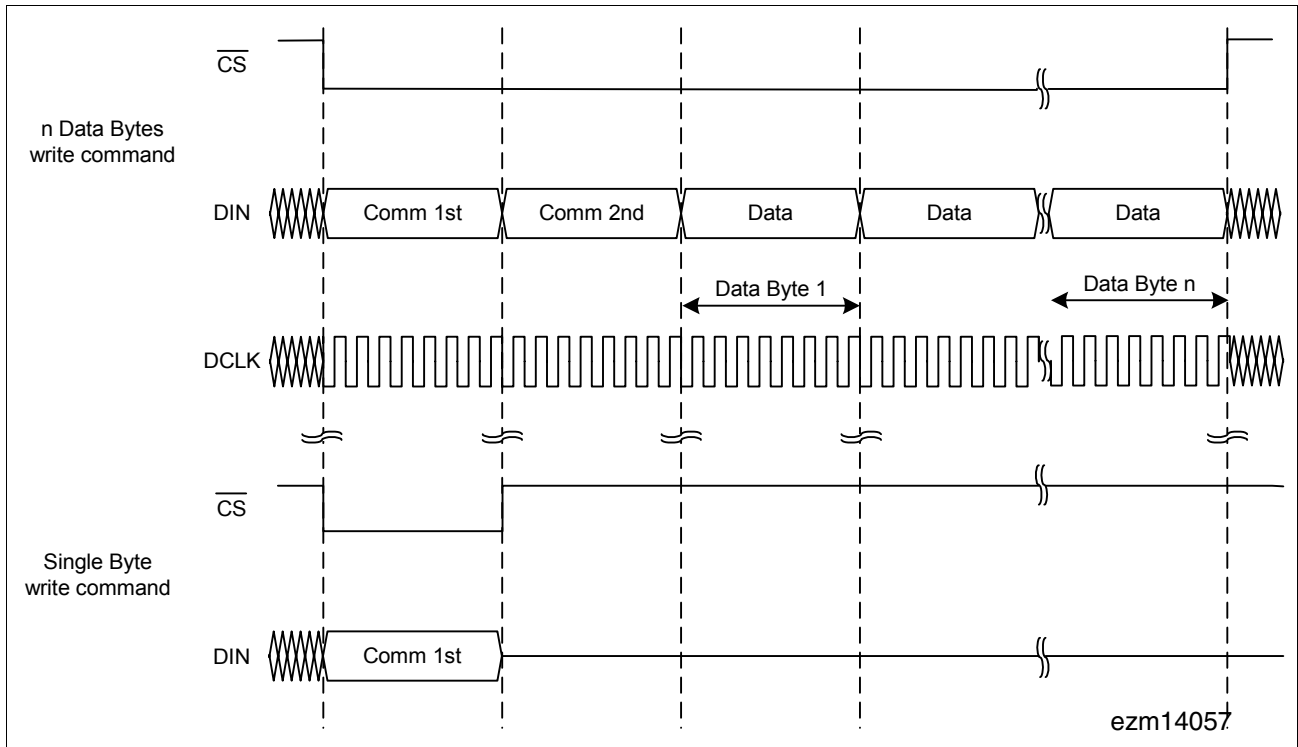 CS
n Data Bytes
write command
DIN Comm 1st Comm 2nd Data Data Data
Data Byte 1 Data Byte n
DCLK
CS
Single Byte
write command
DIN Comm 1st
ezm14057